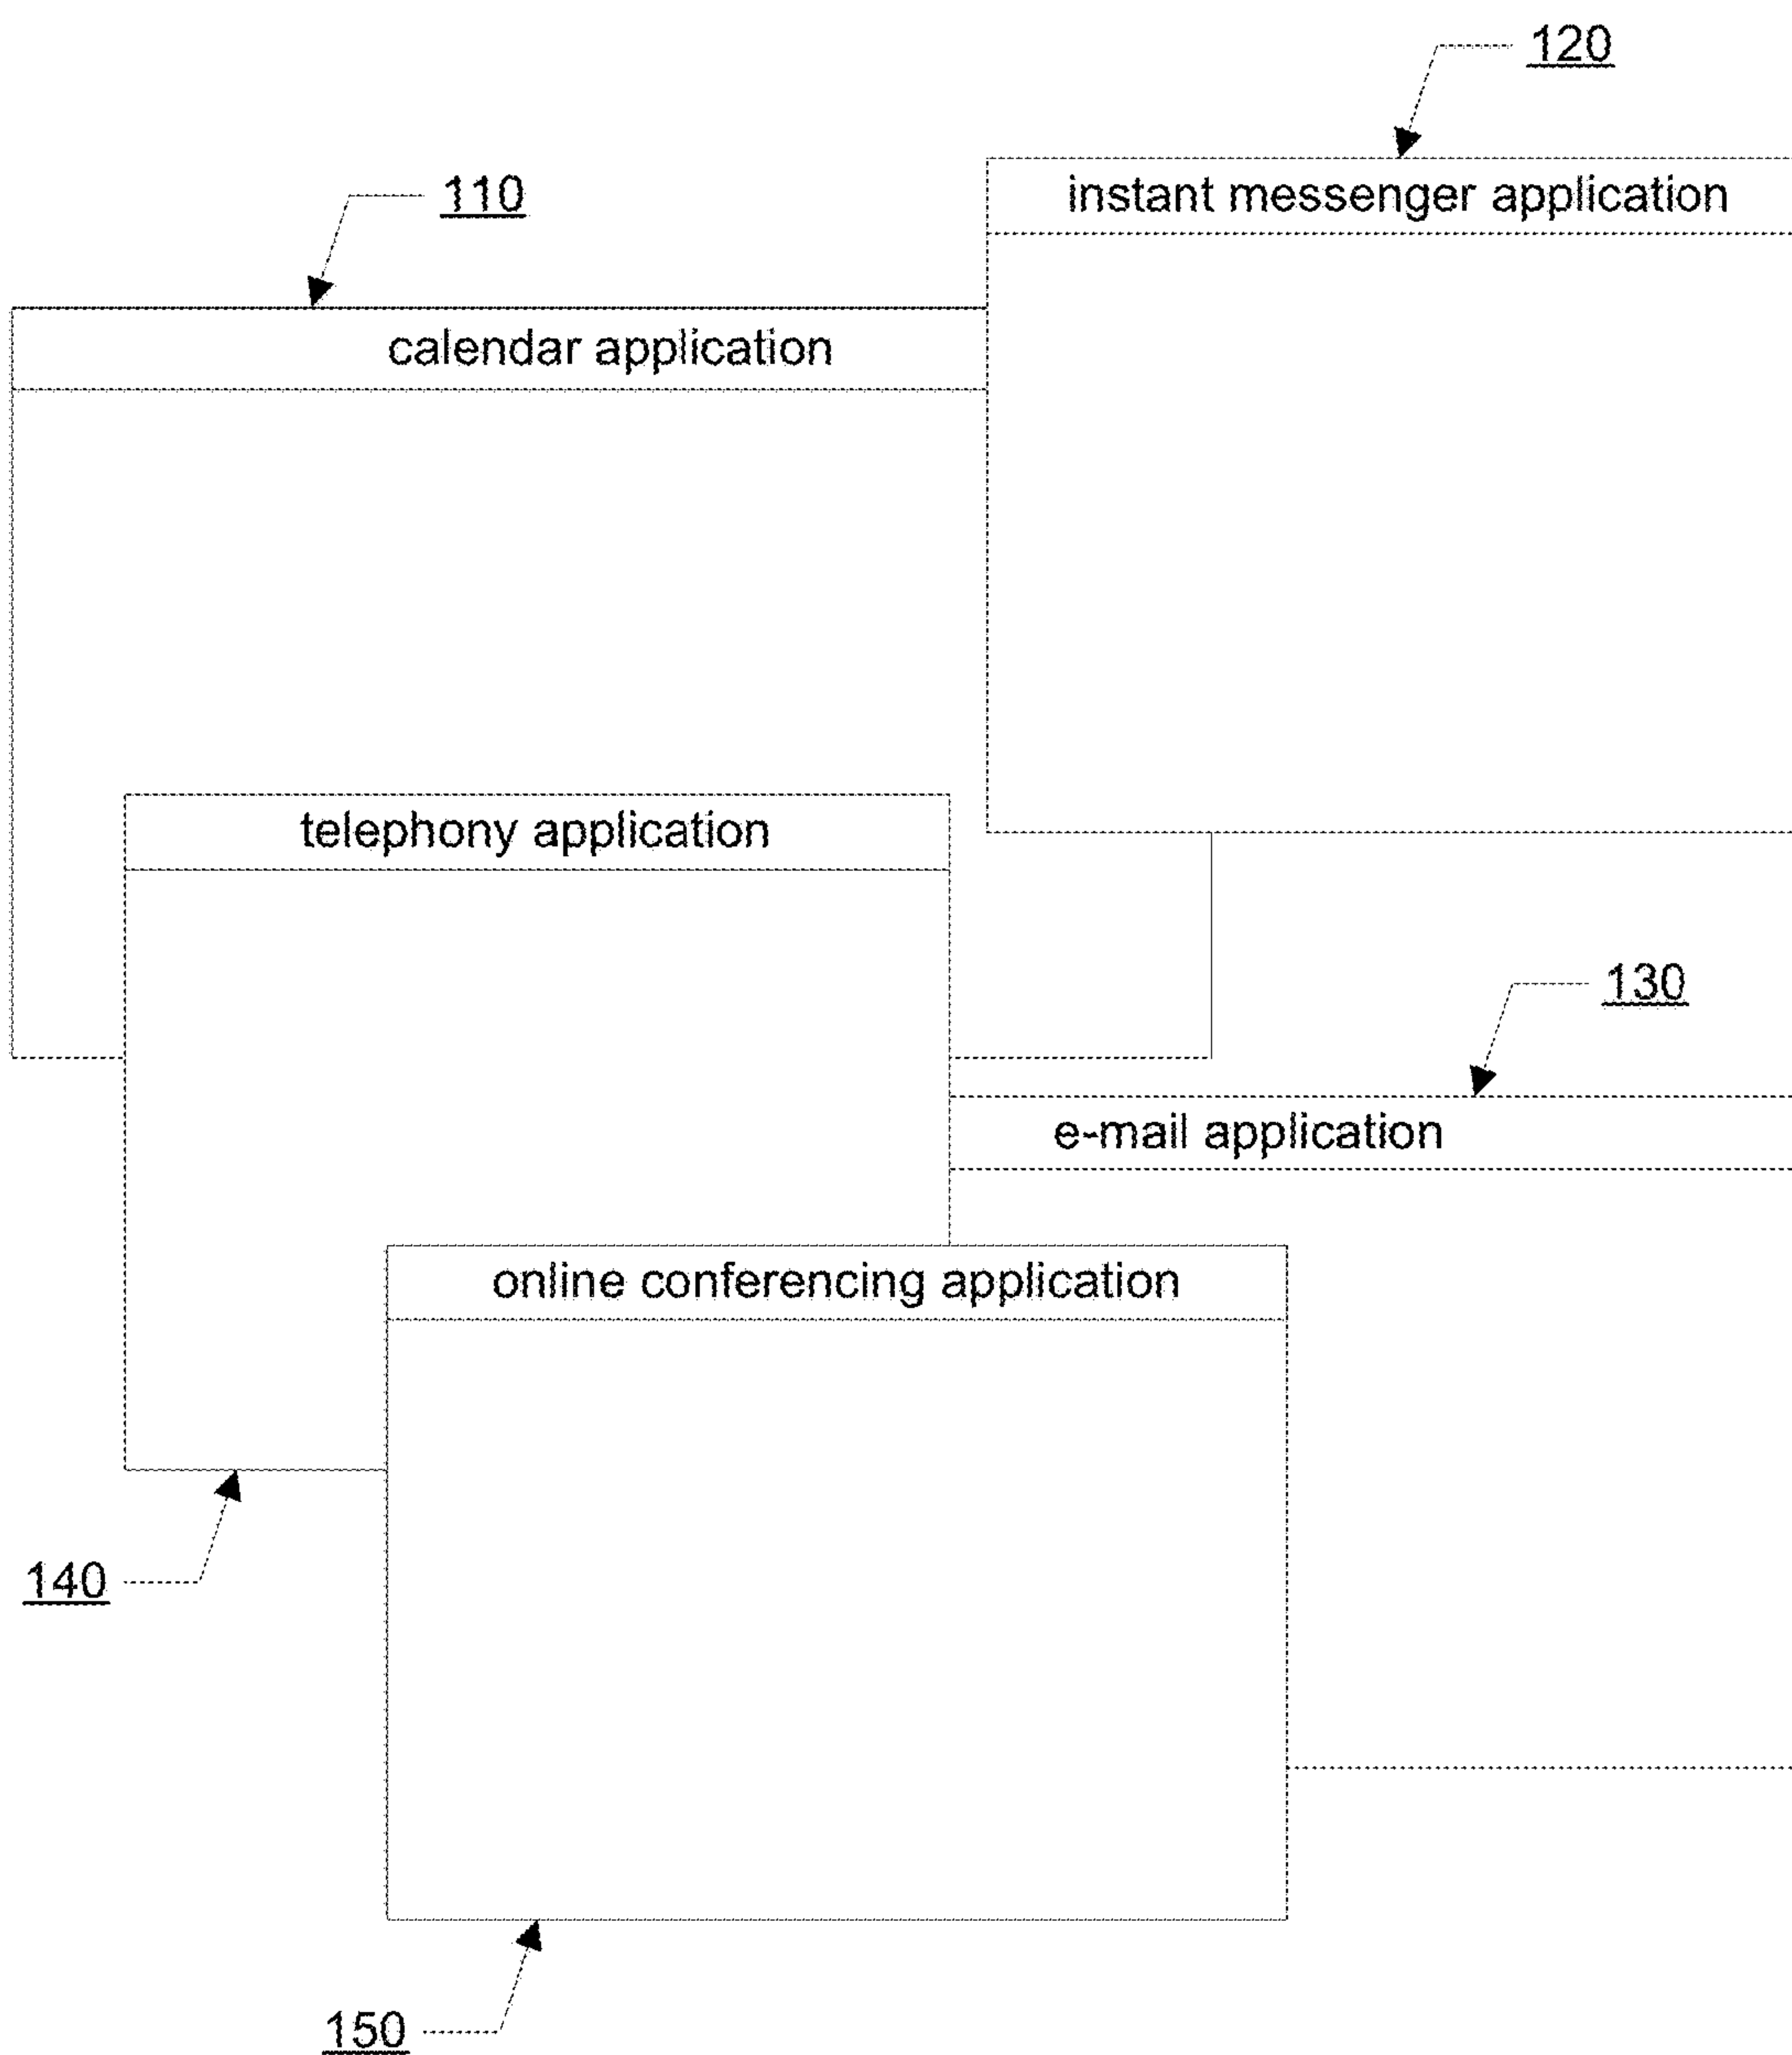 120
instant messenger application
110
calendar application
telephony application
130
e-mail application
online conferencing application
140
150